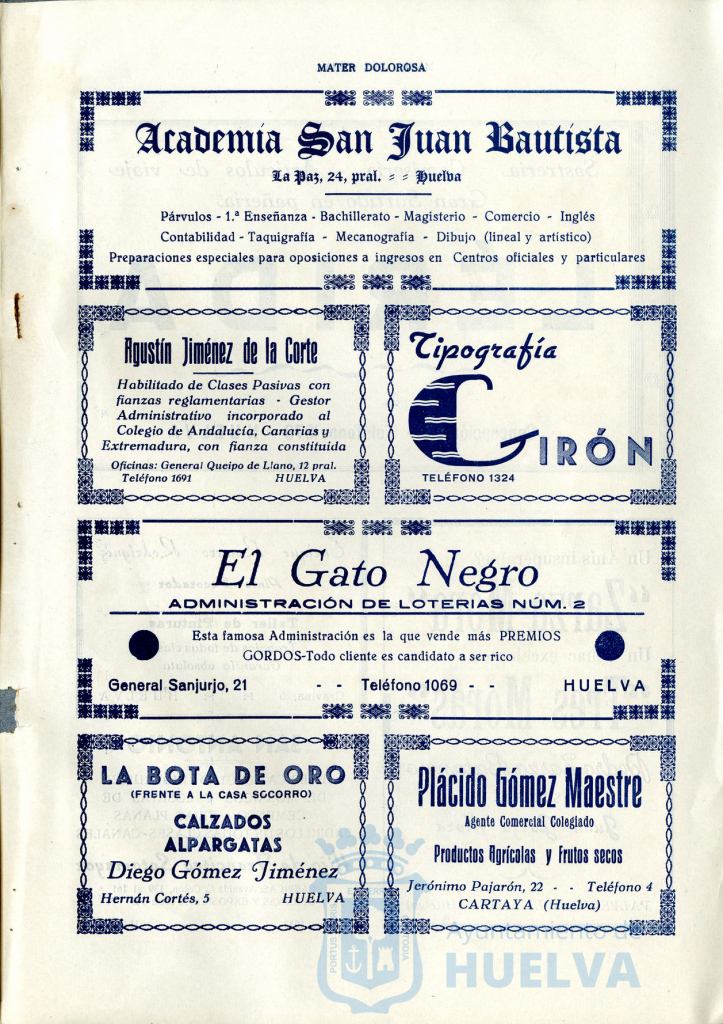 MATER DOLOROSA
Academia San Juan Bautista
La Paz, 24, pral. - - Huelva
Párvulos - 1.ª Enseñanza - Bachillerato - Magisterio - Comercio - Inglés
Contabilidad - Taquigrafía - Mecanografía - Dibujo (lineal y artístico)
Preparaciones especiales para oposiciones a ingresos en Centros oficiales y particulares
Agustín Jiménez de la Corte
Habilitado de Clases Pasivas con
fianzas reglamentarias - Gestor
Administrativo incorporado al
Colegio de Andalucía, Canarias y
Extremadura, con fianza constituida
Oficinas: General Queipo de Llano, 12 pral.
Teléfono 1691 HUELVA
Tipografía
GIRÓN
TELÉFONO 1324
El Gato Negro
ADMINISTRACIÓN DE LOTERIAS NÚM. 2
Esta famosa Administración es la que vende más PREMIOS
GORDOS-Todo cliente es candidato a ser rico
General Sanjurjo, 21 - - Teléfono 1069 - - HUELVA
LA BOTA DE ORO
(FRENTE A LA CASA SOCORRO)
CALZADOS
ALPARGATAS
Diego Gómez Jiménez
Hernán Cortés, 5 HUELVA
Plácido Gómez Maestre
Agente Comercial Colegiado
Productos Agrícolas y Frutos secos
Jerónimo Pajarón, 22 - - Teléfono 4
CARTAYA (Huelva)
Ayuntamiento de
HUELVA